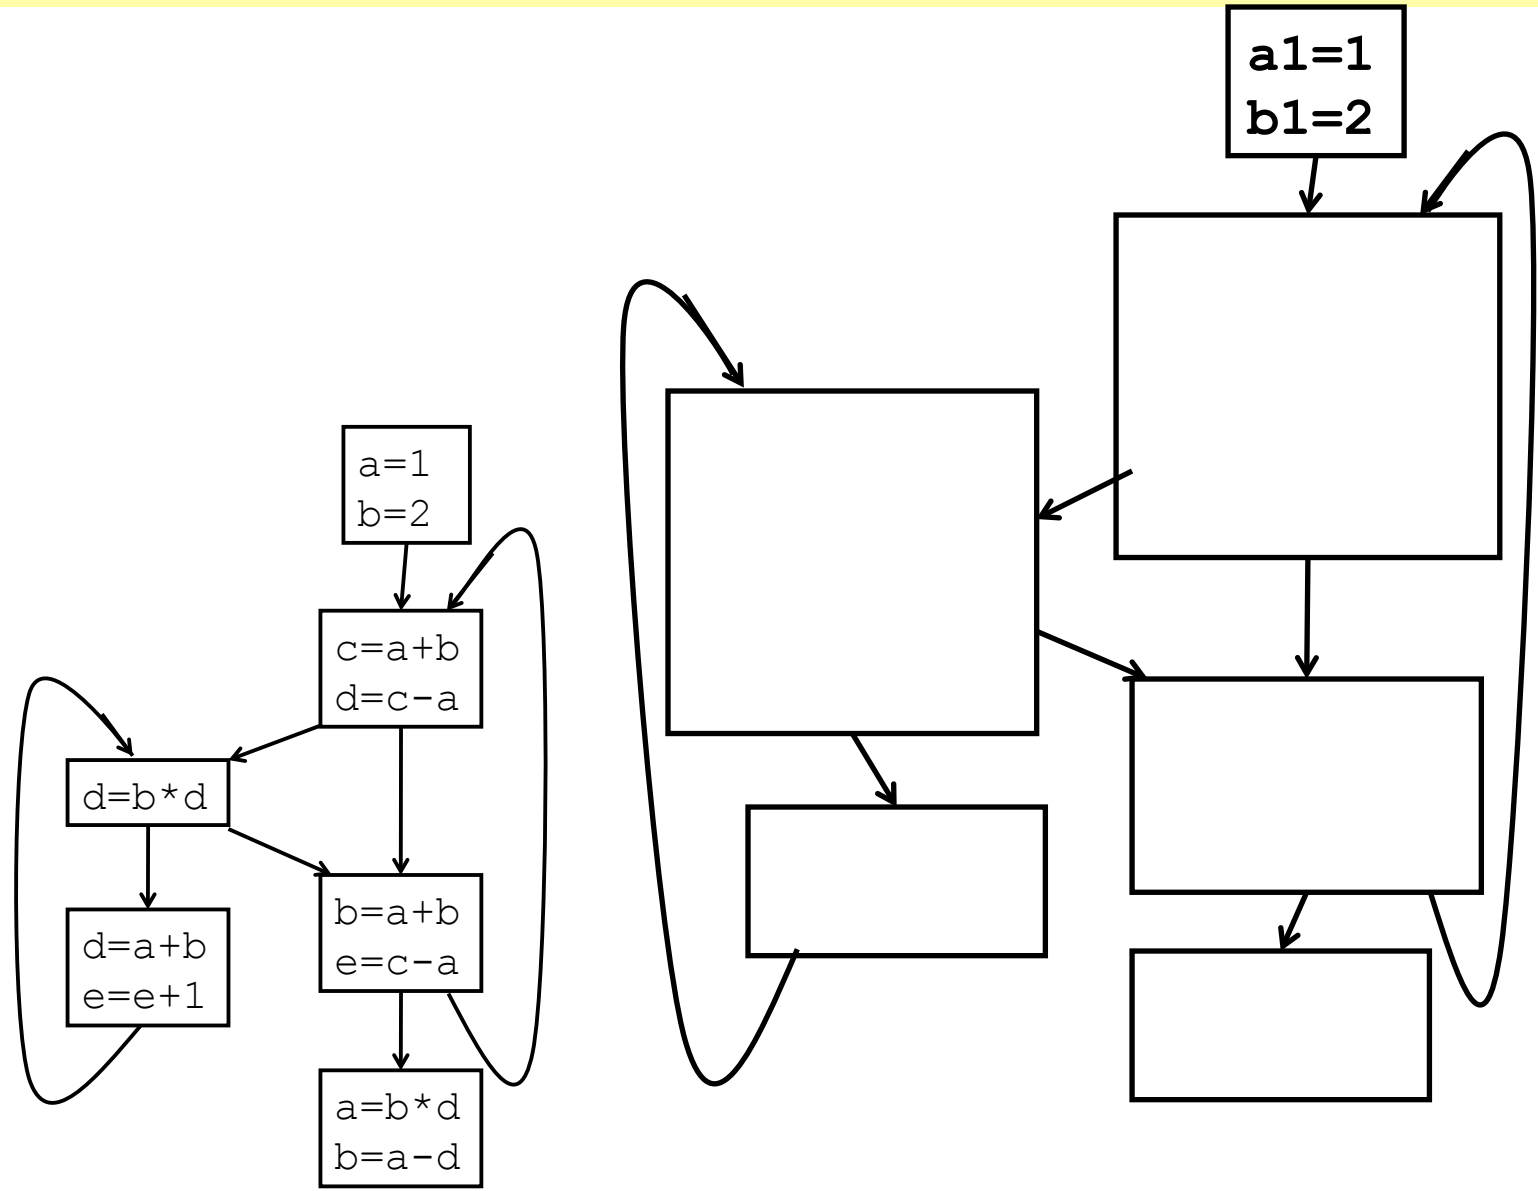 a1=1
b1=2
a=1
b=2
c=a+b
d=c-a
d=b*d
d=a+b
e=e+1
b=a+b
e=c-a
a=b*d
b=a-d